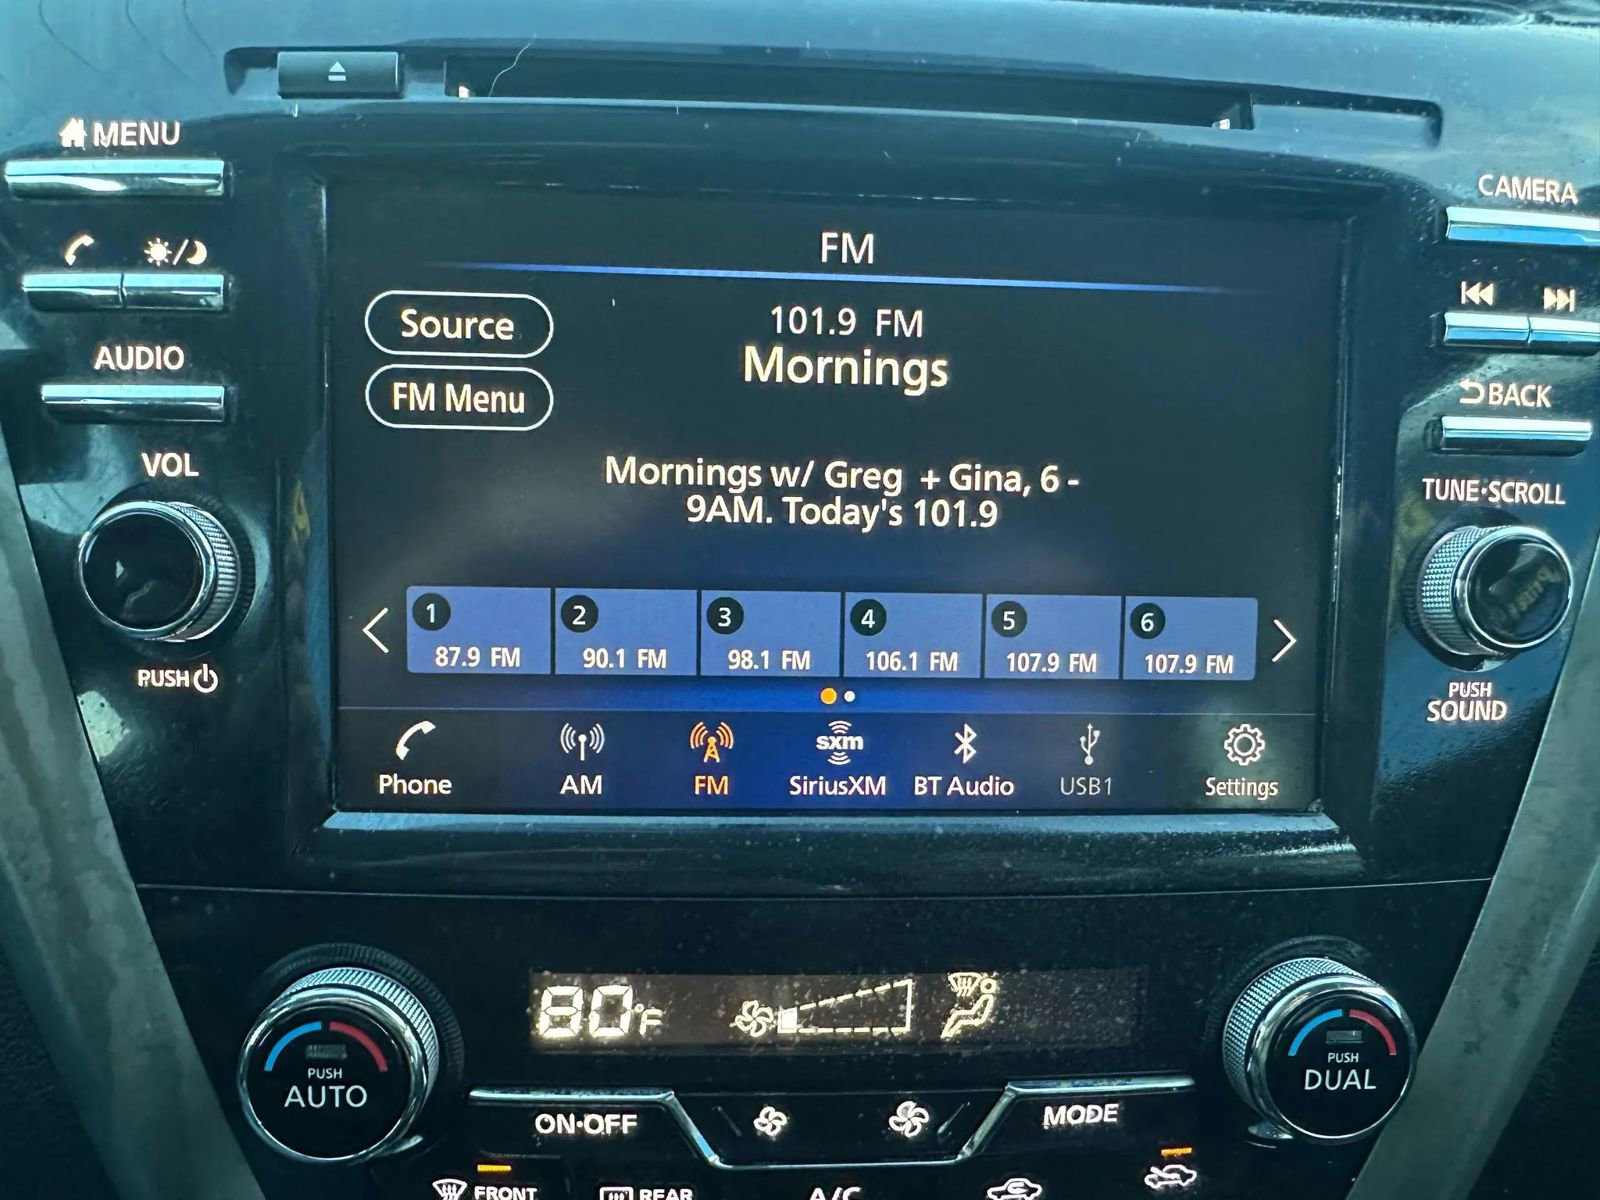 MENU
AUDIO
VOL
PUSH
FM
Source
101.9 FM
Mornings
FM Menu
Mornings w/ Greg + Gina, 6 -
9AM. Today's 101.9
1
2
3
4
5
6
87.9 FM
90.1 FM
98.1 FM
106.1 FM
107.9 FM
107.9 FM
sxm
Phone
AM
FM
SiriusXM
BT Audio
USB1
Settings
CAMERA
BACK
TUNE·SCROLL
PUSH
SOUND
80°F
PUSH
AUTO
PUSH
DUAL
ON·OFF
MODE
FRONT
REAR
A/C